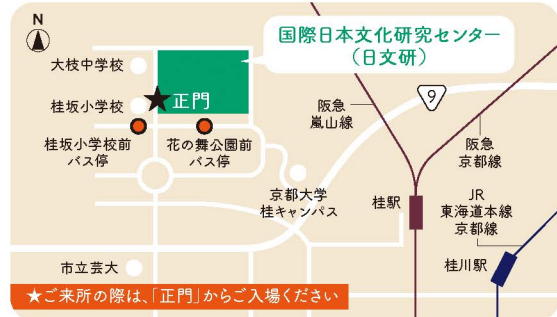 N
国際日本文化研究センター
(日文研)
大枝中学校
桂坂小学校
★正門
桂坂小学校前
バス停
花の舞公園前
バス停
京都大学
桂キャンパス
阪急
嵐山線
9
阪急
京都線
桂駅
JR
東海道本線
京都線
桂川駅
市立芸大
★ご来所の際は、「正門」からご入場ください